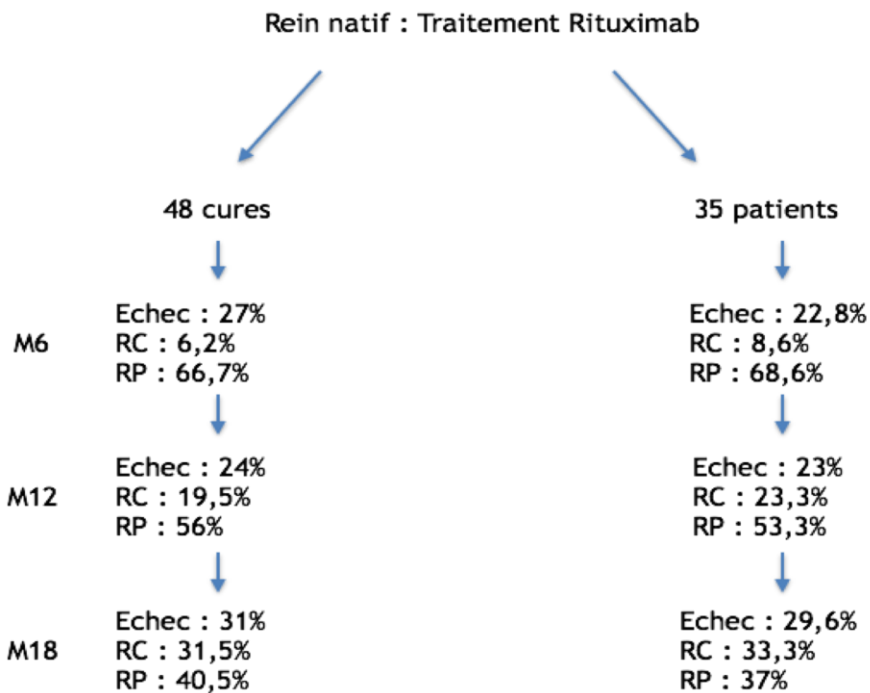 Rein natif : Traitement Rituximab
48 cures
35 patients
M6
Echec : 27%
RC : 6,2%
RP : 66,7%
Echec : 22,8%
RC : 8,6%
RP : 68,6%
M12
Echec : 24%
RC : 19,5%
RP : 56%
Echec : 23%
RC : 23,3%
RP : 53,3%
M18
Echec : 31%
RC : 31,5%
RP : 40,5%
Echec : 29,6%
RC : 33,3%
RP : 37%